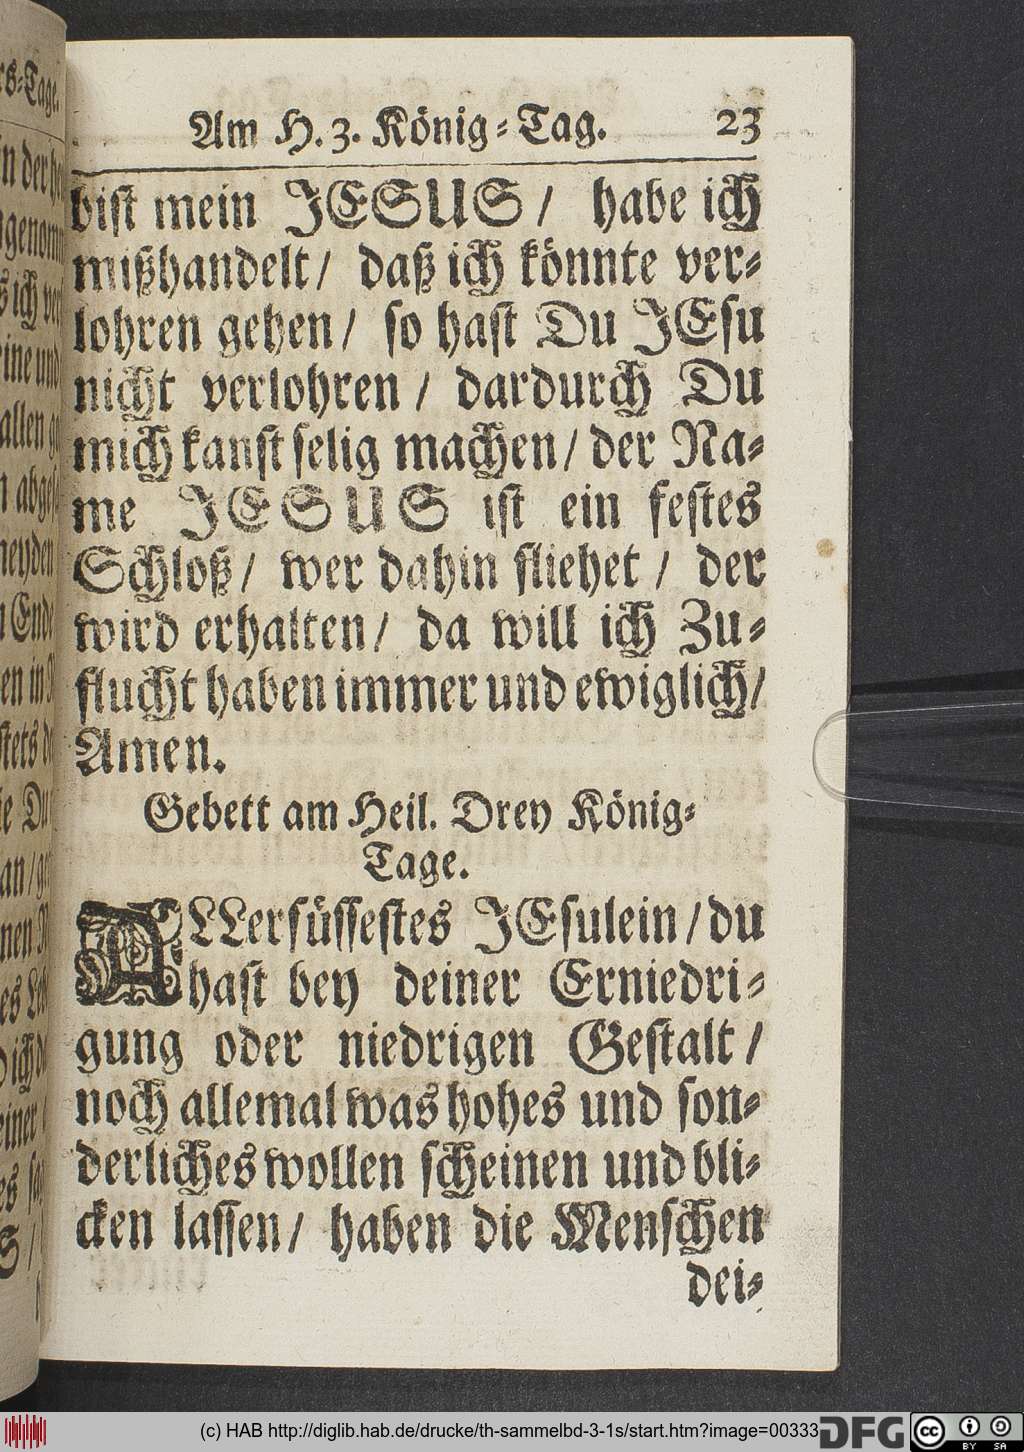 Am H. 3. König-Tag. 23
bist mein JESUS / habe ich
mißhandelt / daß ich könnte ver-
lohren gehen / so hast Du JEsu
nicht verlohren / dardurch Du
mich kanst selig machen / der Na-
me JESUS ist ein festes
Schloß / wer dahin fliehet / der
wird erhalten / da will ich Zu-
flucht haben immer und ewiglich /
Amen.
Gebett am Heil. Drey König-
Tage.
ALLersüssestes JEsulein / du
hast bey deiner Erniedri-
gung oder niedrigen Gestalt /
noch allemal was hohes und son-
derliches wollen scheinen und bli-
cken lassen / haben die Menschen
dei-
(c) HAB http://diglib.hab.de/drucke/th-sammelbd-3-1s/start.htm?image=00333
DFG
cc BY SA